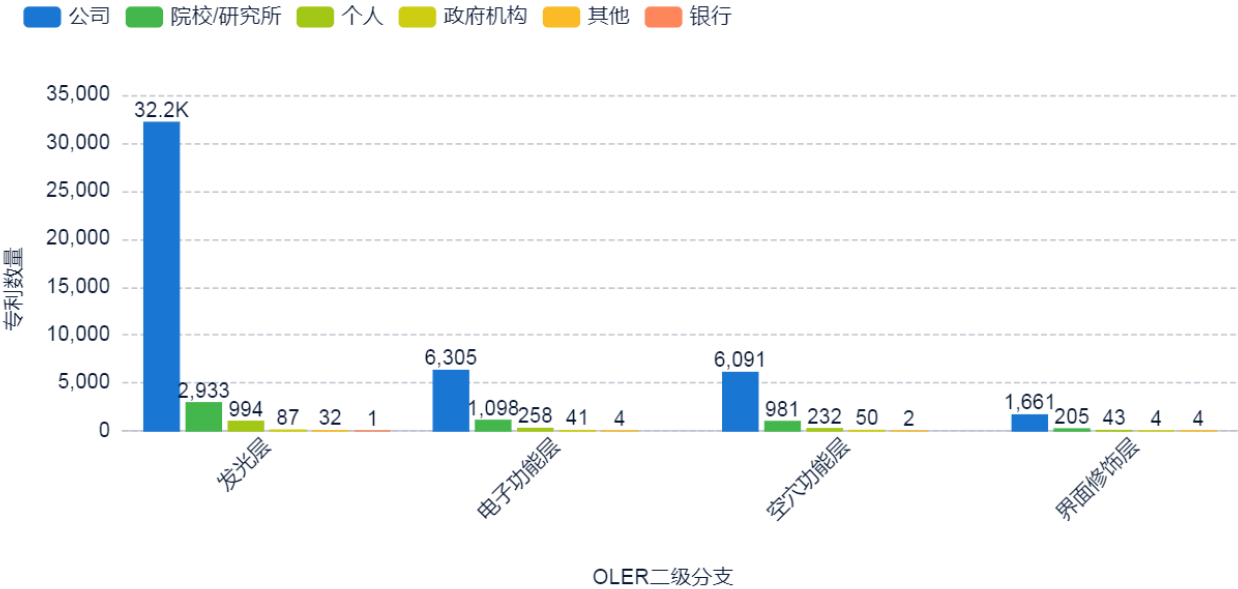 公司 院校/研究所 个人 政府机构 其他 银行
35,000
32.2K
30,000
25,000
20,000
15,000
10,000
5,000
0
专利数量
2,933 994 87 32 1
6,305 1,098 258 41 4
6,091 981 232 50 2
1,661 205 43 4 4
发光层 电子功能层 空穴功能层 界面修饰层
OLER二级分支